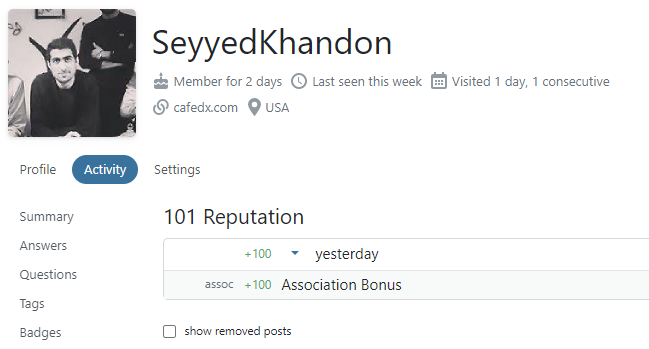 SeyyedKhandon
Member for 2 days Last seen this week Visited 1 day, 1 consecutive
cafedx.com USA
Profile Activity Settings
Summary
Answers
Questions
Tags
Badges
101 Reputation
+100 yesterday
assoc +100 Association Bonus
show removed posts